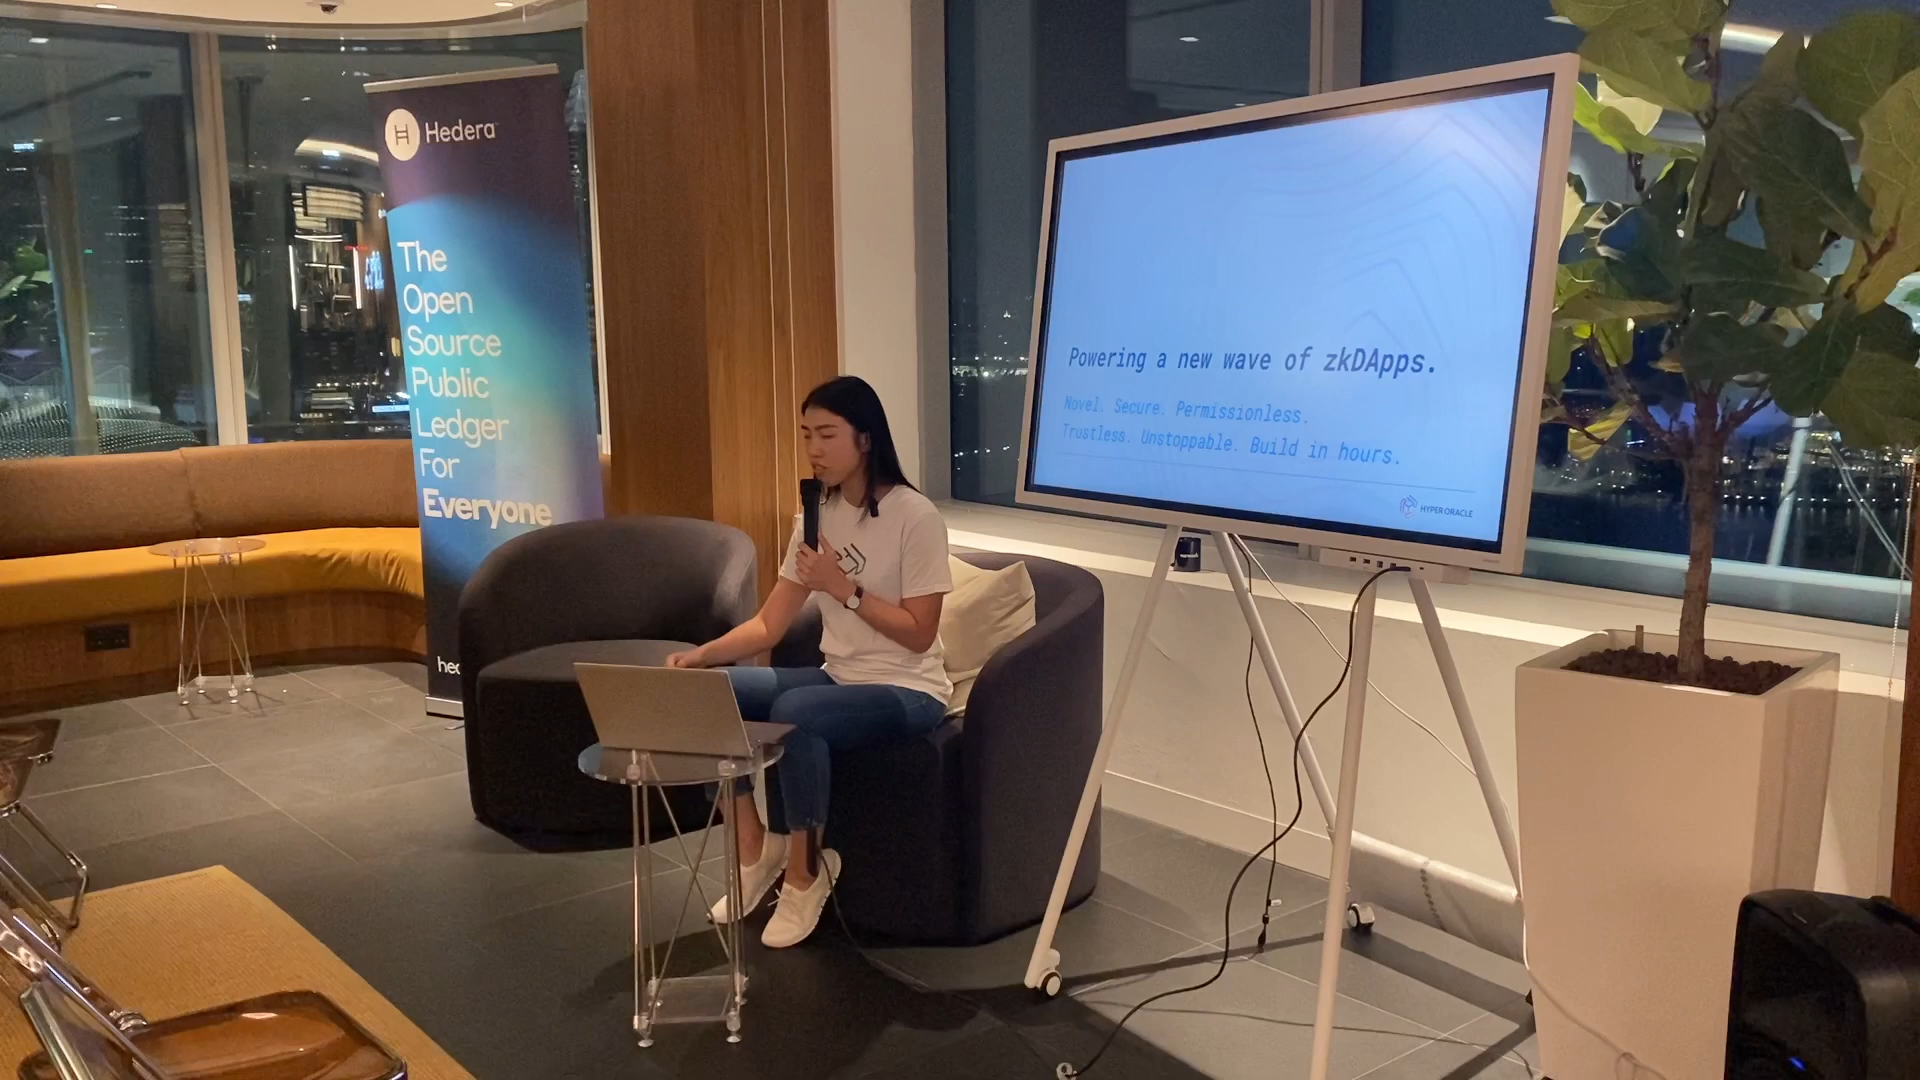 Hedera
The
Open
Source
Public
Ledger
For
Everyone
hed
Powering a new wave of zkDApps.
Novel. Secure. Permissionless.
Trustless. Unstoppable. Build in hours.
HYPER ORACLE